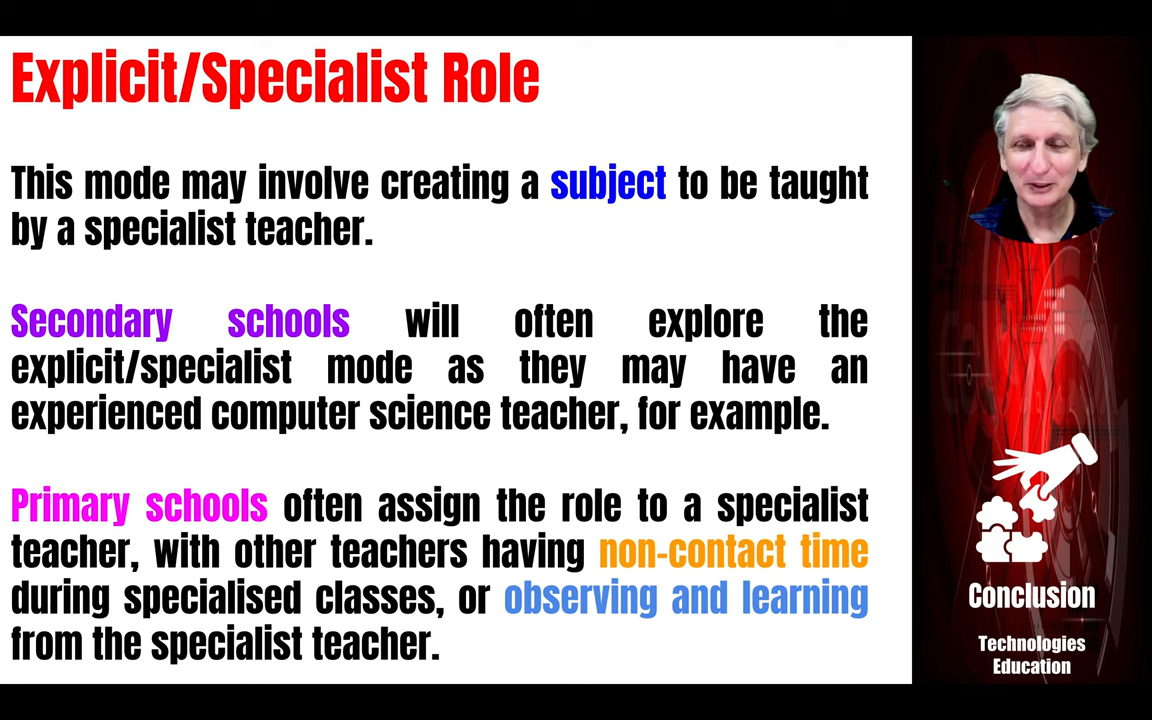 Explicit/Specialist Role
This mode may involve creating a subject to be taught
by a specialist teacher.
Secondary schools will often explore the
explicit/specialist mode as they may have an
experienced computer science teacher, for example.
Primary schools often assign the role to a specialist
teacher, with other teachers having non-contact time
during specialised classes, or observing and learning
from the specialist teacher.
Conclusion
Technologies
Education